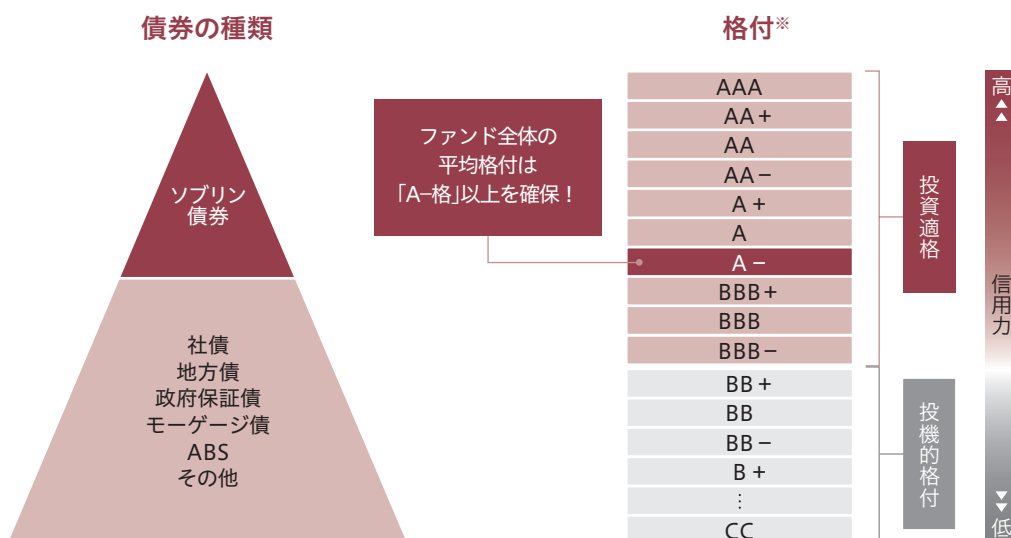 債券の種類
ソブリン
債券
社債
地方債
政府保証債
モーゲージ債
ABS
その他
ファンド全体の
平均格付は
「A−格」以上を確保！
格付※
AAA
AA+
AA
AA−
A+
A
A−
BBB+
BBB
BBB−
BB+
BB
BB−
B+
⋮
CC
投資適格
投機的格付
高
信用力
低